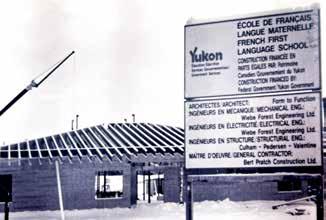 ÉCOLE DE FRANÇAIS
LANGUE MATERNELLE
FRENCH FIRST
LANGUAGE SCHOOL
Yukon
Government Services
CONSTRUCTION FINANCÉE EN
PARTS ÉGALES PAR: Patrimoine
Canadien Gouvernement du Yukon
CONSTRUCTION FINANCED BY:
Federal Government Yukon Government
ARCHITECTES/ARCHITECT: Form to Function
INGÉNIEURS EN MÉCANIQUE/MECHANICAL ENG.:
Wiebe Forest Engineering Ltd.
INGÉNIEURS EN ÉLECTRICITÉ/ELECTRICAL ENG.:
Wiebe Forest Engineering Ltd.
INGÉNIEURS EN STRUCTURE/STRUCTURAL ENG.:
Culham - Pedersen - Valentine
MAÎTRE D'OEUVRE/GENERAL CONTRACTOR:
Bert Pratch Construction Ltd.